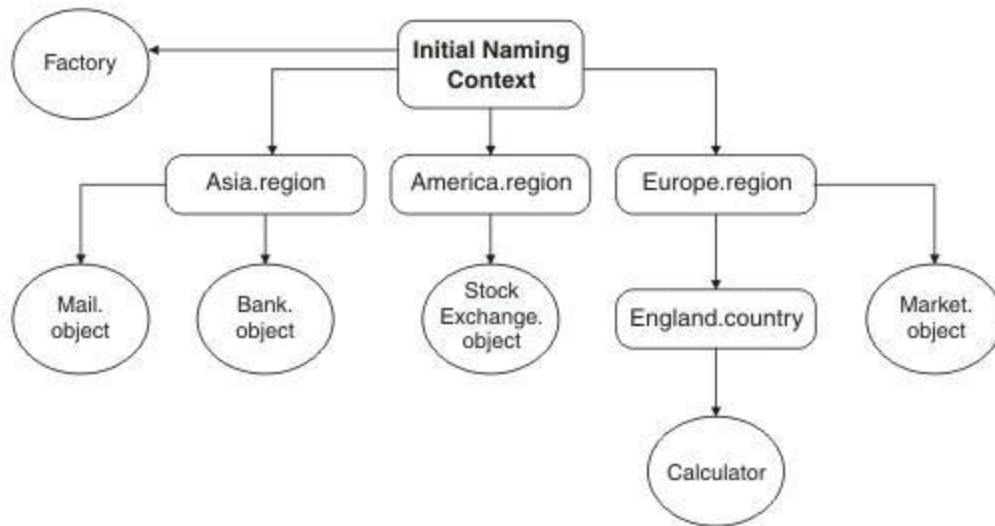 Initial Naming
Context
Factory
Asia.region
America.region
Europe.region
Mail.
object
Bank.
object
Stock
Exchange.
object
England.country
Market.
object
Calculator